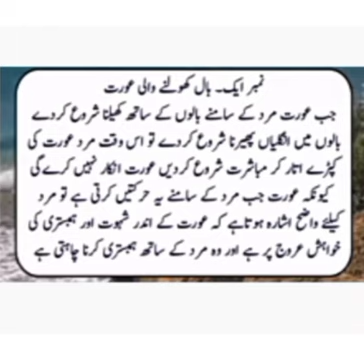 نمبر ایک۔ بال کھولنے والی عورت
جب عورت مرد کے سامنے بالوں کے ساتھ کھیلنا شروع کردے
بالوں میں انگلیاں پھیرنا شروع کردے تو اس وقت مرد عورت کی
کپڑے اتار کر مباشرت شروع کردیں عورت انکار نہیں کرے گی
کیونکہ عورت جب مرد کے سامنے یہ حرکتیں کرتی ہے تو مرد
کیلئے واضح اشارہ ہوتا ہے کہ عورت کے اندر شہوت اور ہمبستری کی
خواہش عروج پر ہے اور وہ مرد کے ساتھ ہمبستری کرنا چاہتی ہے